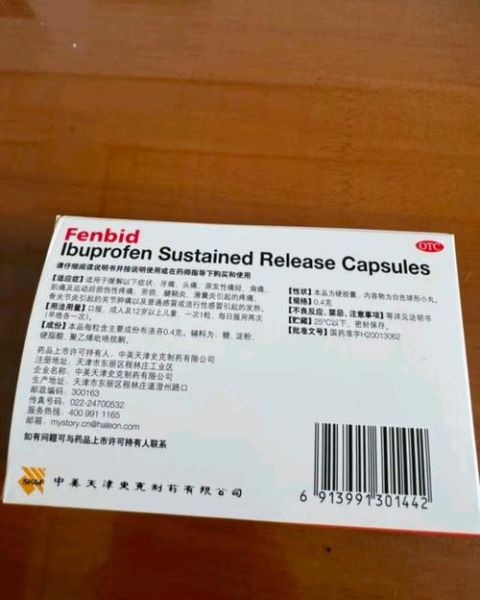 Fenbid
OTC
Ibuprofen Sustained Release Capsules
请仔细阅读说明书并按说明使用或在药师指导下购买和使用
【适应症】适用于缓解以下症状：牙痛、头痛、原发性痛经、肩痛、
肌痛及运动后损伤性疼痛、劳损、腱鞘炎、滑囊炎引起的疼痛、
骨关节炎引起的关节肿痛以及普通感冒或流行性感冒引起的发热。
【用法用量】口服，成人及12岁以上儿童，一次1粒，每日服用两次
（早晚各一次）。
【成份】本品每粒含主要成份布洛芬0.4克，辅料为：糖、淀粉、
硬脂酸、聚乙烯吡咯烷酮。
【性状】本品为硬胶囊，内容物为白色球形小丸。
【规格】0.4克
【不良反应、禁忌、注意事项】等详见说明书
【贮藏】25℃以下，密封保存。
【批准文号】国药准字H20013062
药品上市许可持有人：中美天津史克制药有限公司
注册地址：天津市东丽区程林庄工业区
企业名称：中美天津史克制药有限公司
生产地址：天津市东丽区程林庄道澄州路口
邮政编码：300163
传真号码：022-24700532
服务热线：400 991 1165
邮箱：mystory.cn@haleon.com
如有问题可与药品上市许可持有人联系
SK&F
中美天津史克制药有限公司
6 913991 301442